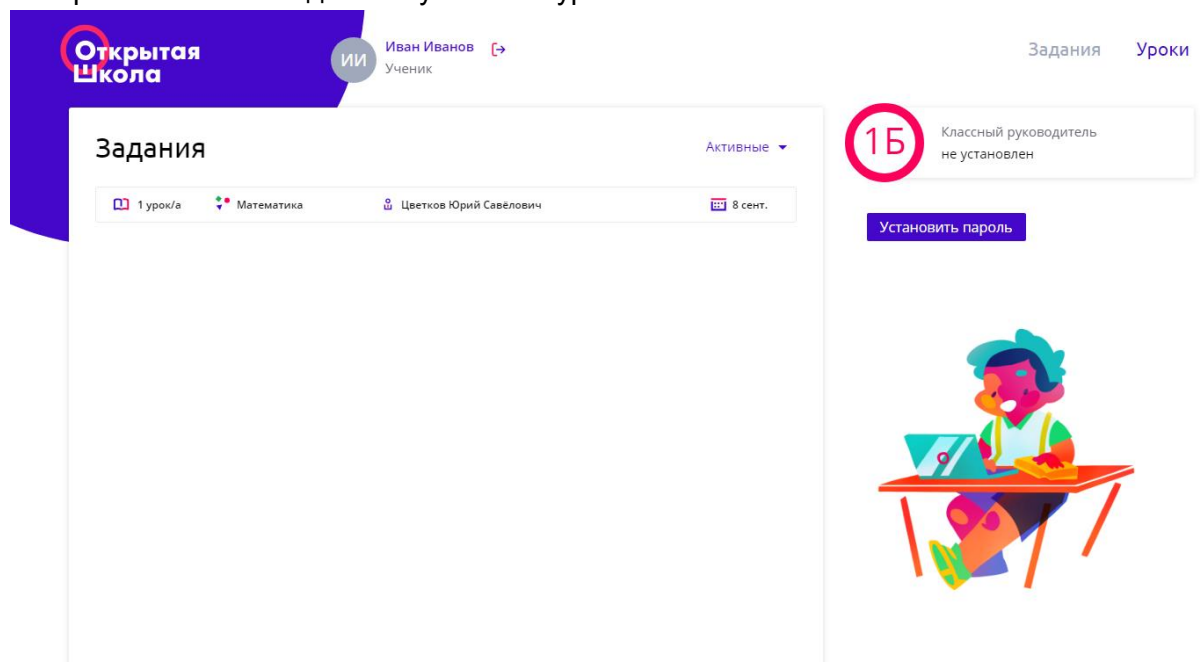 Открытая
Школа
ИИ
Иван Иванов
Ученик
Задания Уроки
Задания
Активные
1 урок/а Математика Цветков Юрий Савёлович 8 сент.
1Б
Классный руководитель
не установлен
Установить пароль